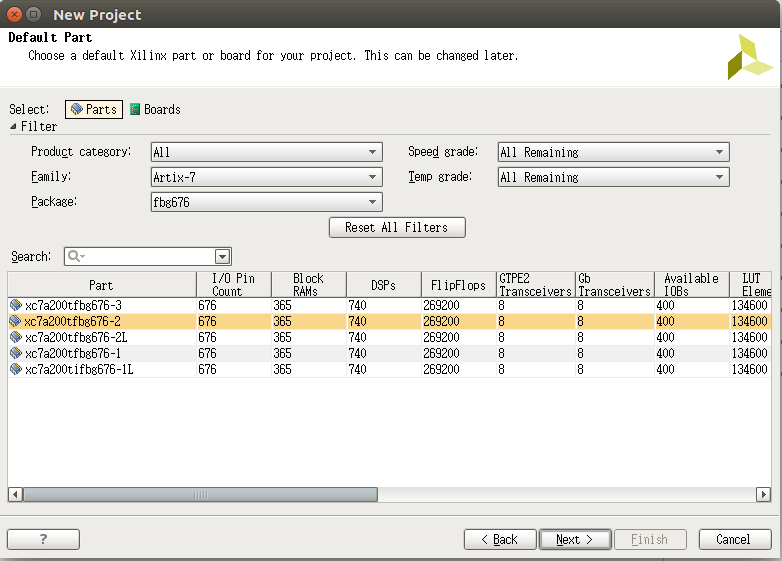 New Project
Default Part
Choose a default Xilinx part or board for your project. This can be changed later.
Select: Parts Boards
Filter
Product category: All Speed grade: All Remaining
Family: Artix-7 Temp grade: All Remaining
Package: fbg676
Reset All Filters
Search:
Part I/O Pin Count Block RAMs DSPs FlipFlops GTPE2 Transceivers Gb Transceivers Available IOBs LUT Eleme
xc7a200tfbg676-3 676 365 740 269200 8 8 400 134600
xc7a200tfbg676-2 676 365 740 269200 8 8 400 134600
xc7a200tfbg676-2L 676 365 740 269200 8 8 400 134600
xc7a200tfbg676-1 676 365 740 269200 8 8 400 134600
xc7a200tifbg676-1L 676 365 740 269200 8 8 400 134600
? < Back Next > Finish Cancel